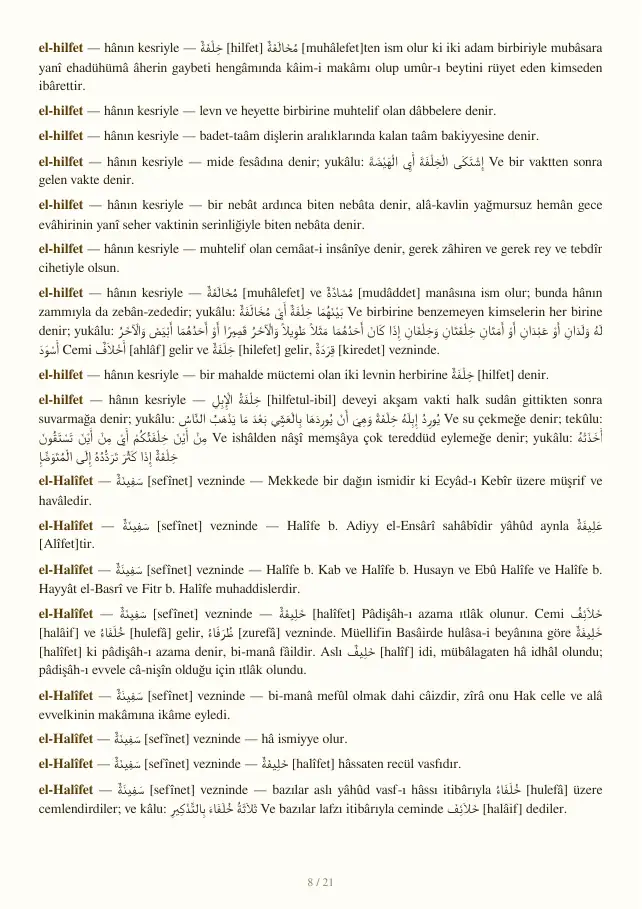 el-hilfet — hânın kesriyle — خِلْفَةٌ [hilfet] مُخَالَفَةٌ [muhâlefet]ten ism olur ki iki adam birbiriyle mubâsara
yanî ehadühümâ âherin gaybeti hengâmında kâim-i makâmı olup umûr-ı beytini rüyet eden kimseden
ibârettir.
el-hilfet — hânın kesriyle — levn ve heyette birbirine muhtelif olan dâbbelere denir.
el-hilfet — hânın kesriyle — badet-taâm dişlerin aralıklarında kalan taâm bakiyyesine denir.
el-hilfet — hânın kesriyle — mide fesâdına denir; yukâlu: إِشْتَكَى الْخِلْفَةَ أَيِ الْهَيْضَةَ Ve bir vaktten sonra
gelen vakte denir.
el-hilfet — hânın kesriyle — bir nebât ardınca biten nebâta denir, alâ-kavlin yağmursuz hemân gece
evâhirinin yanî seher vaktinin serinliğiyle biten nebâta denir.
el-hilfet — hânın kesriyle — muhtelif olan cemâat-i insânîye denir, gerek zâhiren ve gerek rey ve tebdîr
cihetiyle olsun.
el-hilfet — hânın kesriyle — مُخَالَفَةٌ [muhâlefet] ve مُضَادَّةٌ [mudâddet] manâsına ism olur; bunda hânın
zammıyla da zebân-zededir; yukâlu: بَيْنَهُمَا خِلْفَةٌ أَيْ مُخَالَفَةٌ Ve birbirine benzemeyen kimselerin her birine
denir; yukâlu: لَهُ وَلَدَانِ أَوْ عَبْدَانِ أَوْ أَمَتَانِ خِلْفَتَانِ وَخِلْفَانِ إِذَا كَانَ أَحَدُهُمَا مَثَلاً طَوِيلاً وَالْآخَرُ قَصِيرًا أَوْ أَحَدُهُمَا أَبْيَضَ وَالْآخَرُ
أَسْوَدَ Cemi أَخْلاَفٌ [ahlâf] gelir ve خِلَفَةٌ [hilefet] gelir, قِرَدَةٌ [kiredet] vezninde.
el-hilfet — hânın kesriyle — bir mahalde müctemi olan iki levnin herbirine خِلْفَةٌ [hilfet] denir.
el-hilfet — hânın kesriyle — خِلْفَةُ الْإِبِلِ [hilfetul-ibil] deveyi akşam vakti halk sudân gittikten sonra
suvarmağa denir; yukâlu: يُورِدُ إِبِلَهُ خِلْفَةً وَهِيَ أَنْ يُورِدَهَا بِالْعَشِيِّ بَعْدَ مَا يَذْهَبُ النَّاسُ Ve su çekmeğe denir; tekûlu:
مِنْ أَيْنَ خِلْفَتُكُمْ أَيْ مِنْ أَيْنَ تَسْتَقُونَ Ve ishâlden nâşî memşâya çok tereddüd eylemeğe denir; yukâlu: أَخَذَتْهُ
خِلْفَةٌ إِذَا كَثُرَ تَرَدُّدُهُ إِلَى الْمُتَوَضَّإِ
el-Halîfet — سَفِينَةٌ [sefînet] vezninde — Mekkede bir dağın ismidir ki Ecyâd-ı Kebîr üzere müşrif ve
havâledir.
el-Halîfet — سَفِينَةٌ [sefînet] vezninde — Halîfe b. Adiyy el-Ensârî sahâbîdir yâhûd aynla عَلِيفَةٌ
[Alîfet]tir.
el-Halîfet — سَفِينَةٌ [sefînet] vezninde — Halîfe b. Kab ve Halîfe b. Husayn ve Ebû Halîfe ve Halîfe b.
Hayyât el-Basrî ve Fitr b. Halîfe muhaddislerdir.
el-Halîfet — سَفِينَةٌ [sefînet] vezninde — خَلِيفَةٌ [halîfet] Pâdişâh-ı azama ıtlâk olunur. Cemi خَلاَئِفُ
[halâif] ve خُلَفَاءُ [hulefâ] gelir, ظُرَفَاءُ [zurefâ] vezninde. Müellifin Basâirde hulâsa-i beyânına göre خَلِيفَةٌ
[halîfet] ki pâdişâh-ı azama denir, bi-manâ fâildir. Aslı خَلِيفٌ [halîf] idi, mübâlagaten hâ idhâl olundu;
pâdişâh-ı evvele câ-nişîn olduğu için ıtlâk olundu.
el-Halîfet — سَفِينَةٌ [sefînet] vezninde — bi-manâ mefûl olmak dahi câizdir, zîrâ onu Hak celle ve alâ
evvelkinin makâmına ikâme eyledi.
el-Halîfet — سَفِينَةٌ [sefînet] vezninde — hâ ismiyye olur.
el-Halîfet — سَفِينَةٌ [sefînet] vezninde — خَلِيفَةٌ [halîfet] hâssaten recül vasfıdır.
el-Halîfet — سَفِينَةٌ [sefînet] vezninde — bazılar aslı yâhûd vasf-ı hâssı itibârıyla خُلَفَاءُ [hulefâ] üzere
cemlendirdiler; ve kâlu: ثَلاَثَةُ خُلَفَاءَ بِالتَّذْكِيرِ Ve bazılar lafzı itibârıyla ceminde خَلاَئِفُ [halâif] dediler.
8 / 21